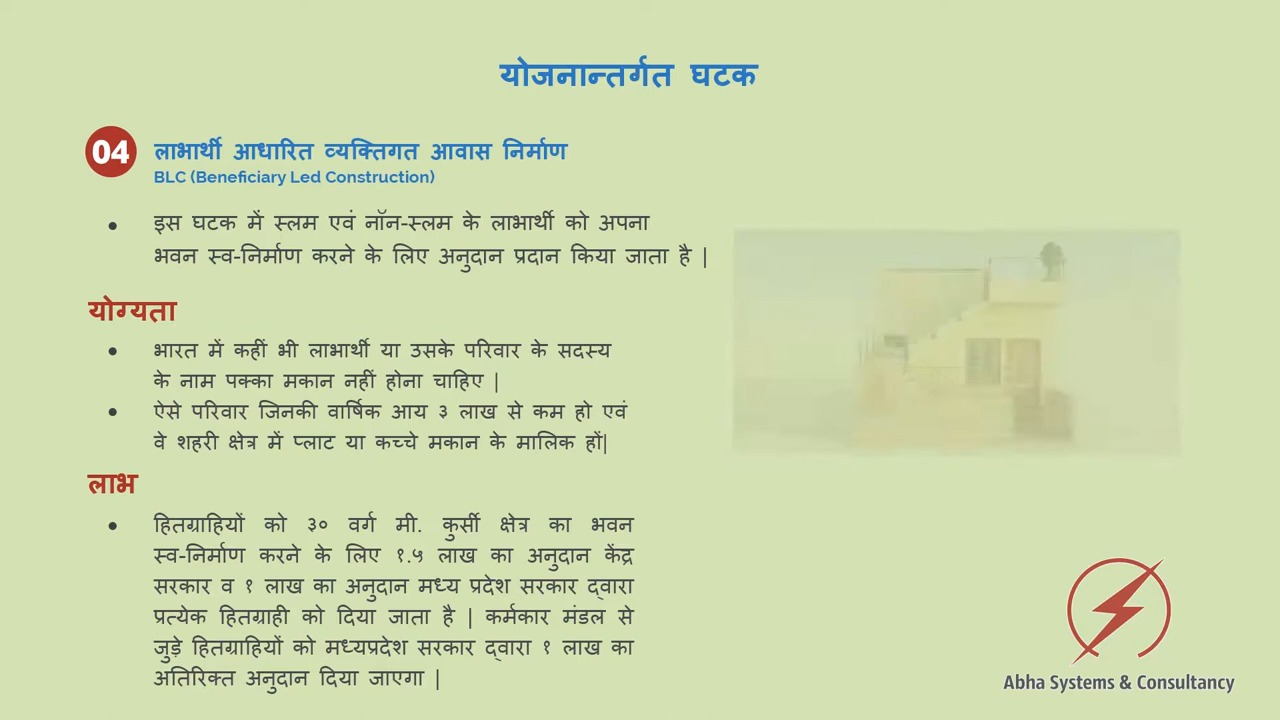 योजनान्तर्गत घटक
04
लाभार्थी आधारित व्यक्तिगत आवास निर्माण
BLC (Beneficiary Led Construction)
• इस घटक में स्लम एवं नॉन-स्लम के लाभार्थी को अपना
भवन स्व-निर्माण करने के लिए अनुदान प्रदान किया जाता है |
योग्यता
• भारत में कहीं भी लाभार्थी या उसके परिवार के सदस्य
के नाम पक्का मकान नहीं होना चाहिए |
• ऐसे परिवार जिनकी वार्षिक आय ३ लाख से कम हो एवं
वे शहरी क्षेत्र में प्लाट या कच्चे मकान के मालिक हों|
लाभ
• हितग्राहियों को ३० वर्ग मी. कुर्सी क्षेत्र का भवन
स्व-निर्माण करने के लिए १.५ लाख का अनुदान केंद्र
सरकार व १ लाख का अनुदान मध्य प्रदेश सरकार द्वारा
प्रत्येक हितग्राही को दिया जाता है | कर्मकार मंडल से
जुड़े हितग्राहियों को मध्यप्रदेश सरकार द्वारा १ लाख का
अतिरिक्त अनुदान दिया जाएगा |
Abha Systems & Consultancy